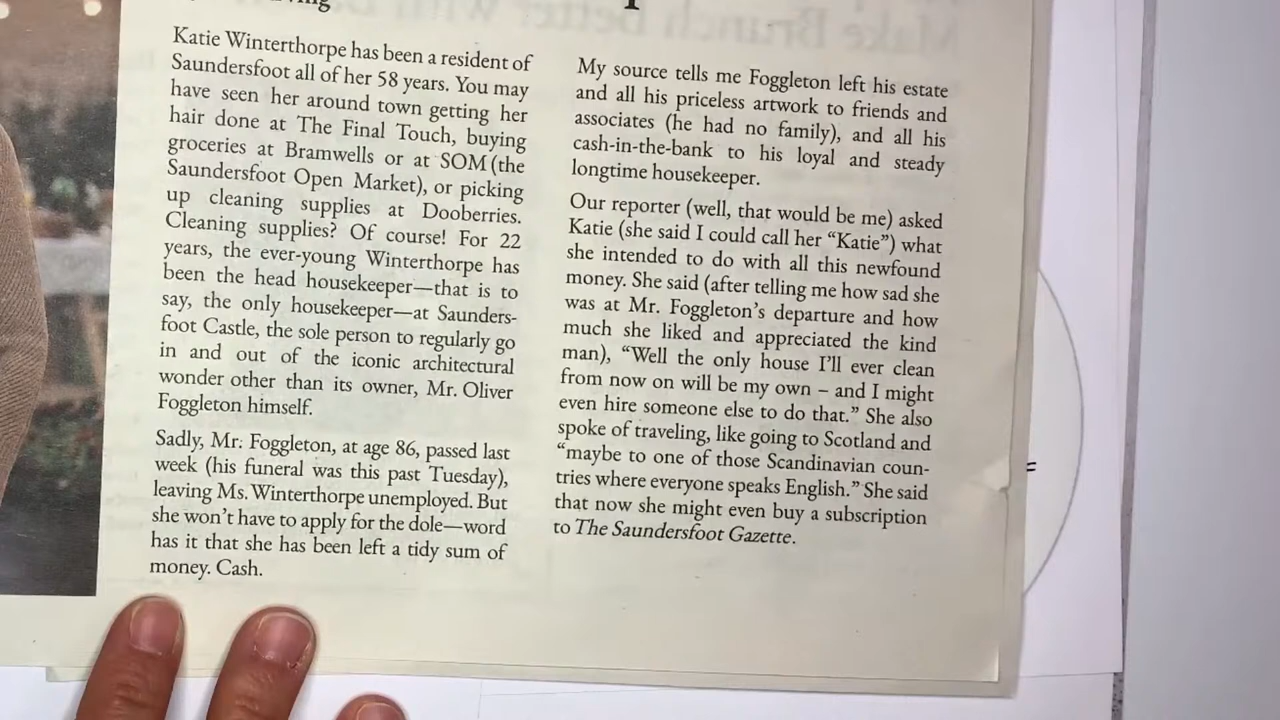 Katie Winterthorpe has been a resident of
Saundersfoot all of her 58 years. You may
have seen her around town getting her
hair done at The Final Touch, buying
groceries at Bramwells or at SOM (the
Saundersfoot Open Market), or picking
up cleaning supplies at Dooberries.
Cleaning supplies? Of course! For 22
years, the ever-young Winterthorpe has
been the head housekeeper—that is to
say, the only housekeeper—at Saunders-
foot Castle, the sole person to regularly go
in and out of the iconic architectural
wonder other than its owner, Mr. Oliver
Foggleton himself.
Sadly, Mr. Foggleton, at age 86, passed last
week (his funeral was this past Tuesday),
leaving Ms. Winterthorpe unemployed. But
she won't have to apply for the dole—word
has it that she has been left a tidy sum of
money. Cash.
My source tells me Foggleton left his estate
and all his priceless artwork to friends and
associates (he had no family), and all his
cash-in-the-bank to his loyal and steady
longtime housekeeper.
Our reporter (well, that would be me) asked
Katie (she said I could call her “Katie”) what
she intended to do with all this newfound
money. She said (after telling me how sad she
was at Mr. Foggleton's departure and how
much she liked and appreciated the kind
man), “Well the only house I'll ever clean
from now on will be my own – and I might
even hire someone else to do that.” She also
spoke of traveling, like going to Scotland and
“maybe to one of those Scandinavian coun-
tries where everyone speaks English.” She said
that now she might even buy a subscription
to The Saundersfoot Gazette.